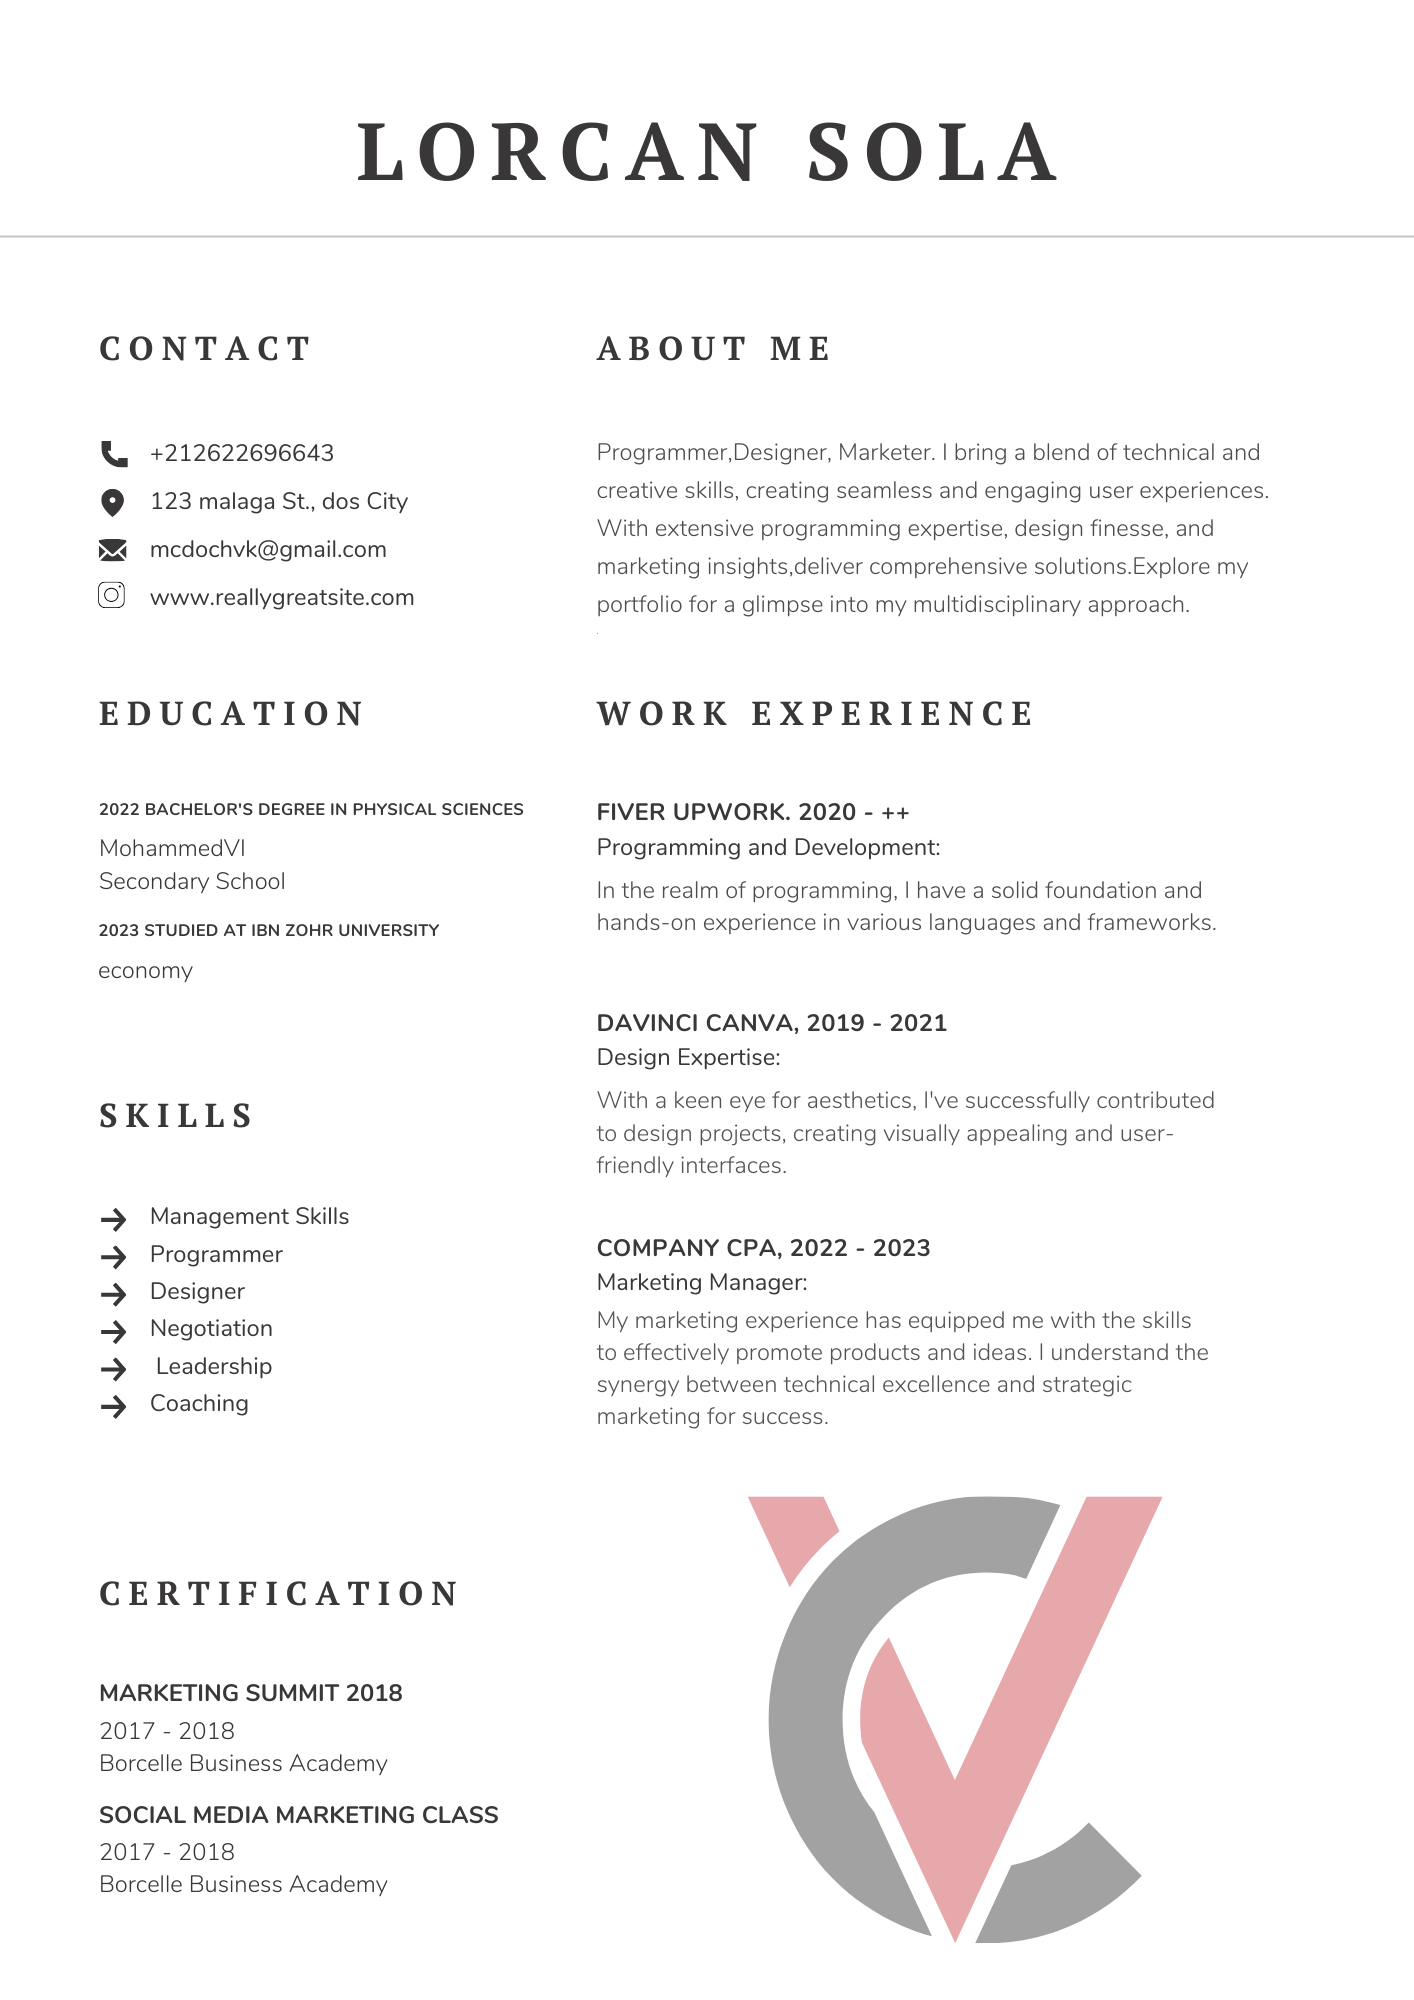 LORCAN SOLA
CONTACT
+212622696643
123 malaga St., dos City
mcdochvk@gmail.com
www.reallygreatsite.com
EDUCATION
2022 BACHELOR'S DEGREE IN PHYSICAL SCIENCES
MohammedVI
Secondary School
2023 STUDIED AT IBN ZOHR UNIVERSITY
economy
SKILLS
Management Skills
Programmer
Designer
Negotiation
Leadership
Coaching
CERTIFICATION
MARKETING SUMMIT 2018
2017 - 2018
Borcelle Business Academy
SOCIAL MEDIA MARKETING CLASS
2017 - 2018
Borcelle Business Academy
ABOUT ME
Programmer,Designer, Marketer. I bring a blend of technical and
creative skills, creating seamless and engaging user experiences.
With extensive programming expertise, design finesse, and
marketing insights,deliver comprehensive solutions.Explore my
portfolio for a glimpse into my multidisciplinary approach.
WORK EXPERIENCE
FIVER UPWORK. 2020 - ++
Programming and Development:
In the realm of programming, I have a solid foundation and
hands-on experience in various languages and frameworks.
DAVINCI CANVA, 2019 - 2021
Design Expertise:
With a keen eye for aesthetics, I've successfully contributed
to design projects, creating visually appealing and user-
friendly interfaces.
COMPANY CPA, 2022 - 2023
Marketing Manager:
My marketing experience has equipped me with the skills
to effectively promote products and ideas. I understand the
synergy between technical excellence and strategic
marketing for success.
CV